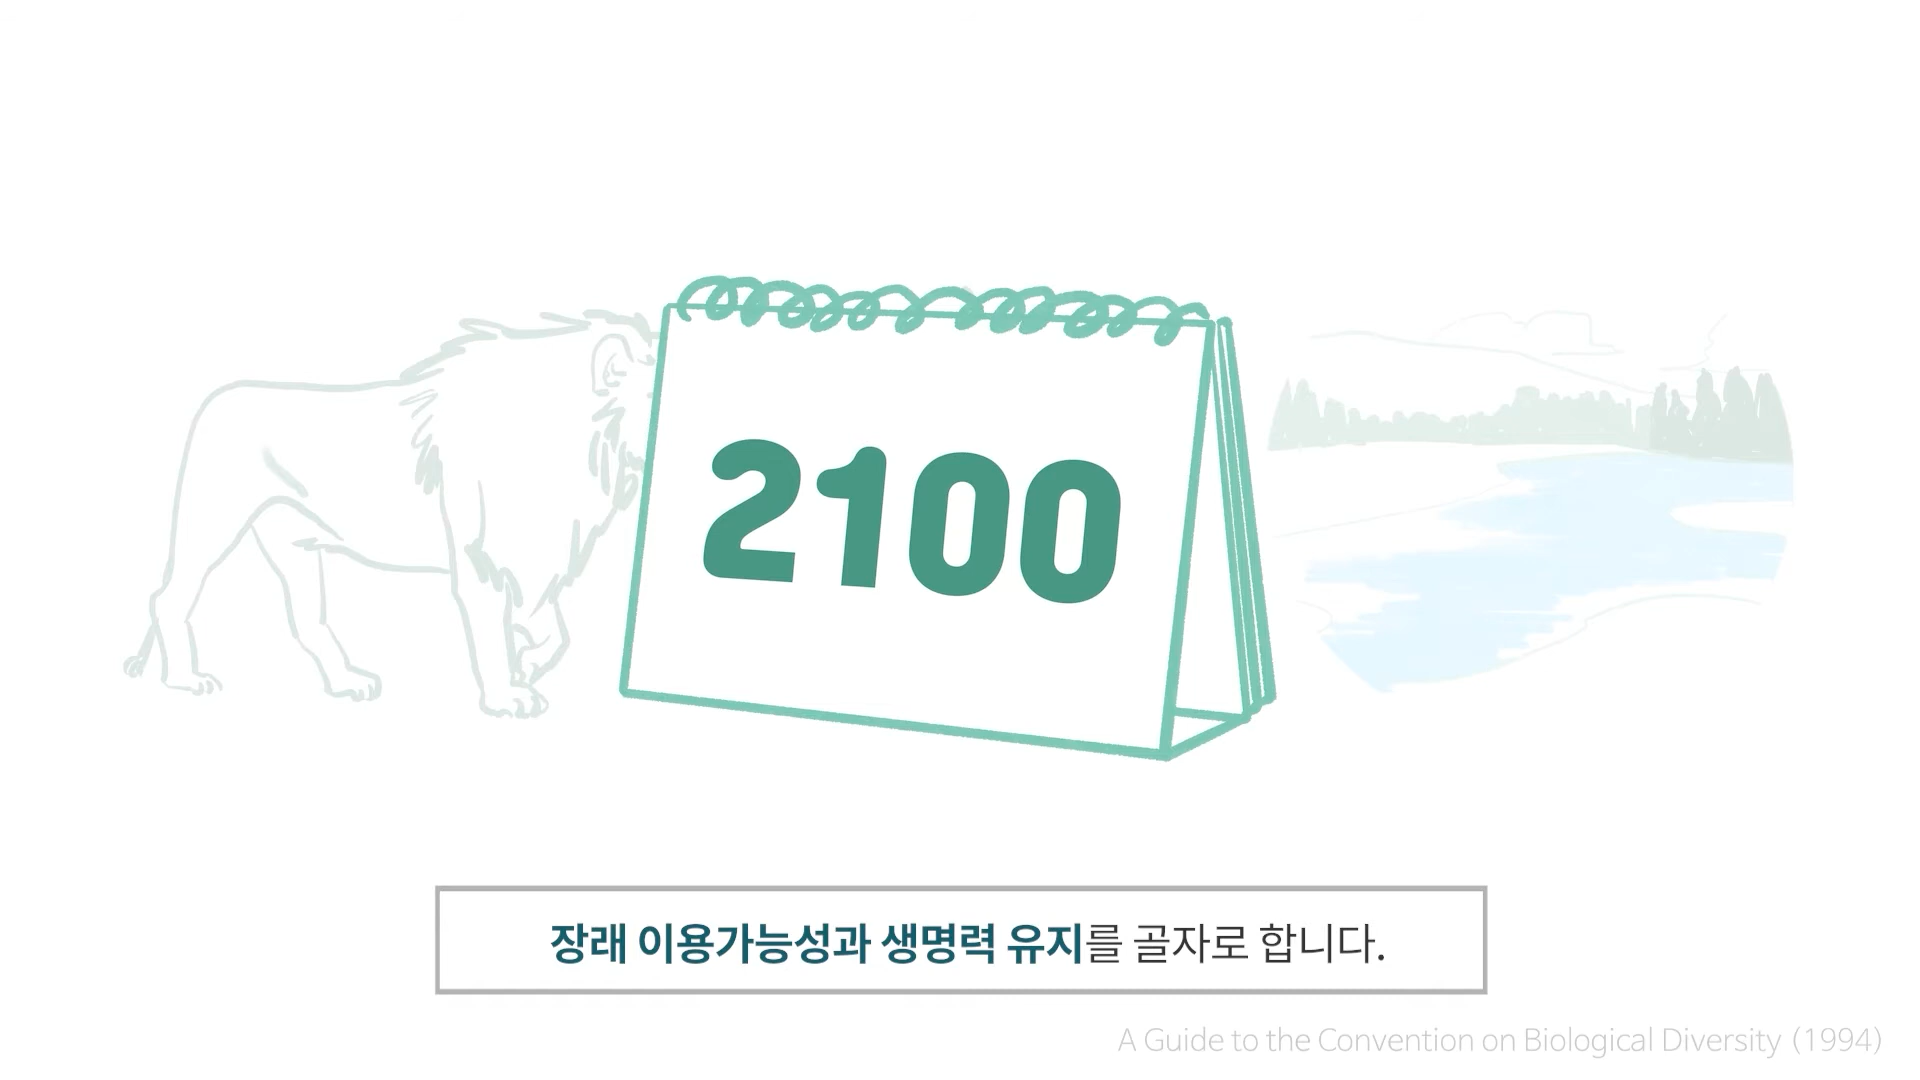 2100
장래 이용가능성과 생명력 유지를 골자로 합니다.
A Guide to the Convention on Biological Diversity (1994)